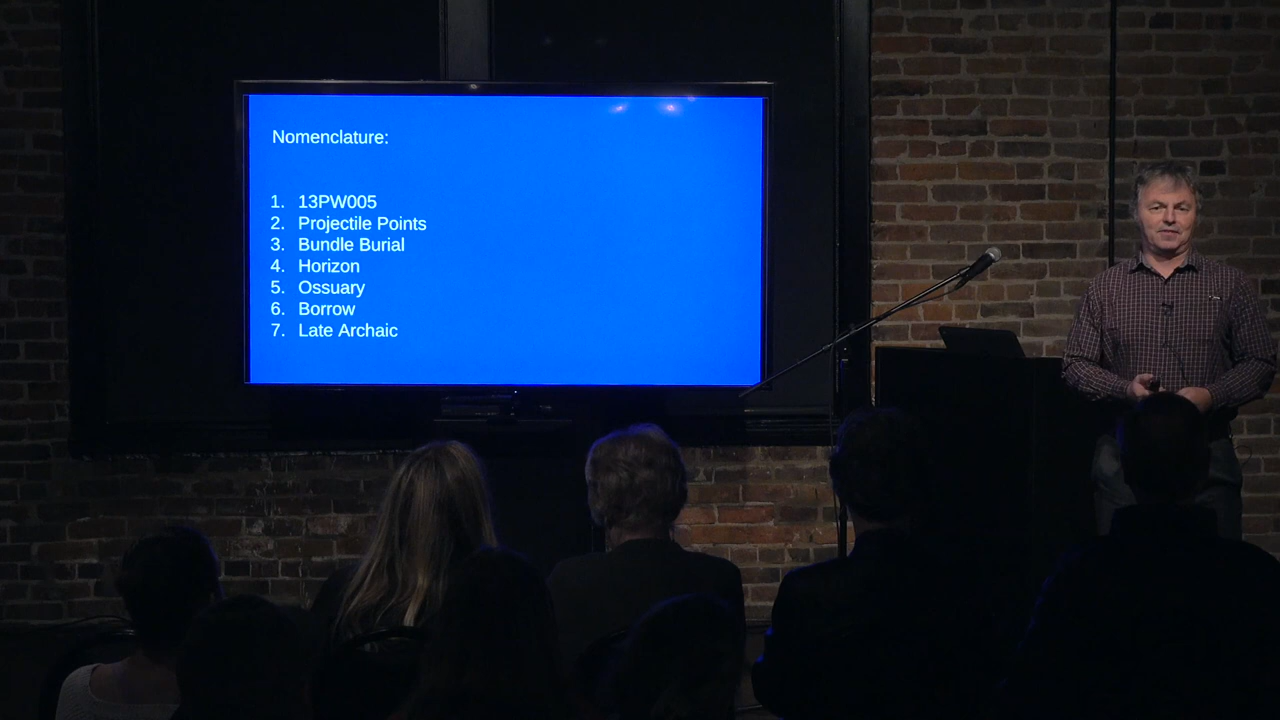 Nomenclature:
1. 13PW005
2. Projectile Points
3. Bundle Burial
4. Horizon
5. Ossuary
6. Borrow
7. Late Archaic